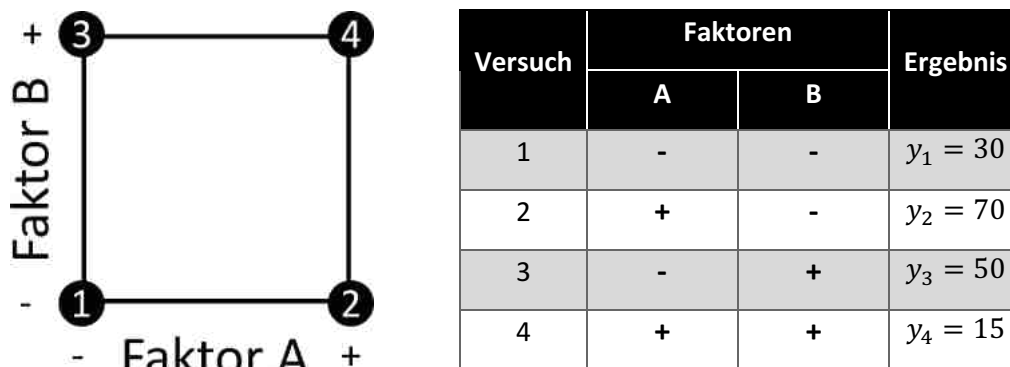 + 3 4
Faktor B
- 1 2
- Faktor A +
Versuch Faktoren Ergebnis
A B
1 - - y₁ = 30
2 + - y₂ = 70
3 - + y₃ = 50
4 + + y₄ = 15